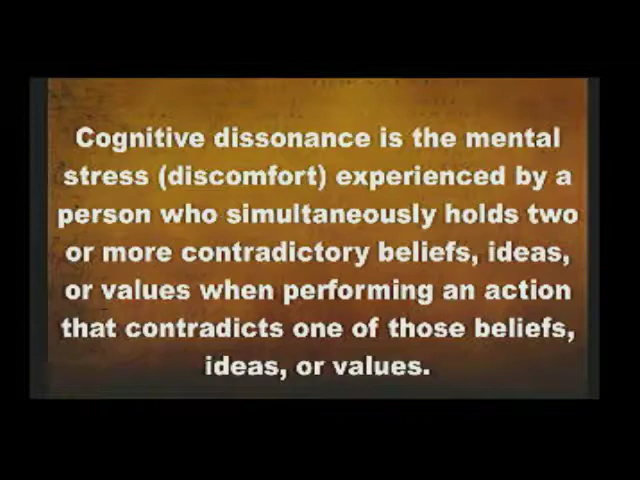 Cognitive dissonance is the mental
stress (discomfort) experienced by a
person who simultaneously holds two
or more contradictory beliefs, ideas,
or values when performing an action
that contradicts one of those beliefs,
ideas, or values.